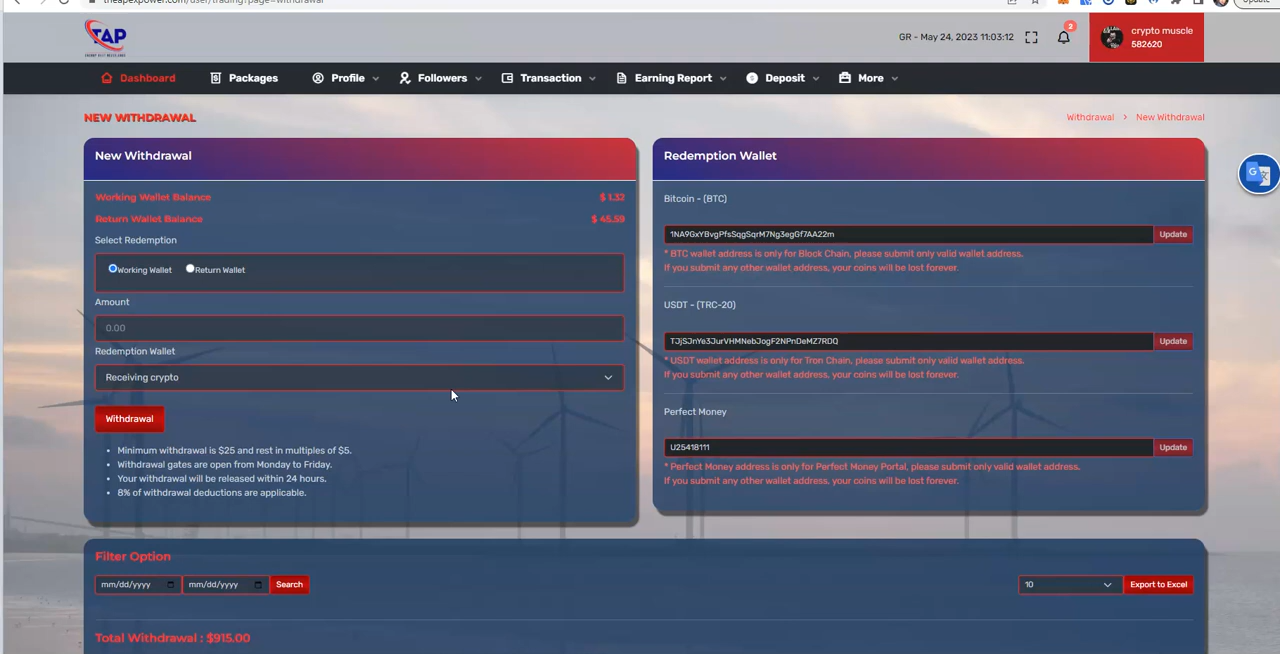 theapexpower.com/user/trading?page=withdrawal
Update
TAP
GR - May 24, 2023 11:03:12
2
crypto muscle
582620
Dashboard
Packages
Profile
Followers
Transaction
Earning Report
Deposit
More
NEW WITHDRAWAL
Withdrawal > New Withdrawal
New Withdrawal
Working Wallet Balance $ 1.32
Return Wallet Balance $ 45.59
Select Redemption
Working Wallet Return Wallet
Amount
0.00
Redemption Wallet
Receiving crypto
Withdrawal
• Minimum withdrawal is $25 and rest in multiples of $5.
• Withdrawal gates are open from Monday to Friday.
• Your withdrawal will be released within 24 hours.
• 8% of withdrawal deductions are applicable.
Redemption Wallet
Bitcoin - (BTC)
1NA9GxYBvgPfsSqgSqrM7Ng3egGf7AA22m Update
* BTC wallet address is only for Block Chain, please submit only valid wallet address.
If you submit any other wallet address, your coins will be lost forever.
USDT - (TRC-20)
TJjSJnYe3JurVHMNebJogF2NPnDeMZ7RDQ Update
* USDT wallet address is only for Tron Chain, please submit only valid wallet address.
If you submit any other wallet address, your coins will be lost forever.
Perfect Money
U25418111 Update
* Perfect Money address is only for Perfect Money Portal, please submit only valid wallet address.
If you submit any other wallet address, your coins will be lost forever.
Filter Option
mm/dd/yyyy mm/dd/yyyy Search
10 Export to Excel
Total Withdrawal : $915.00